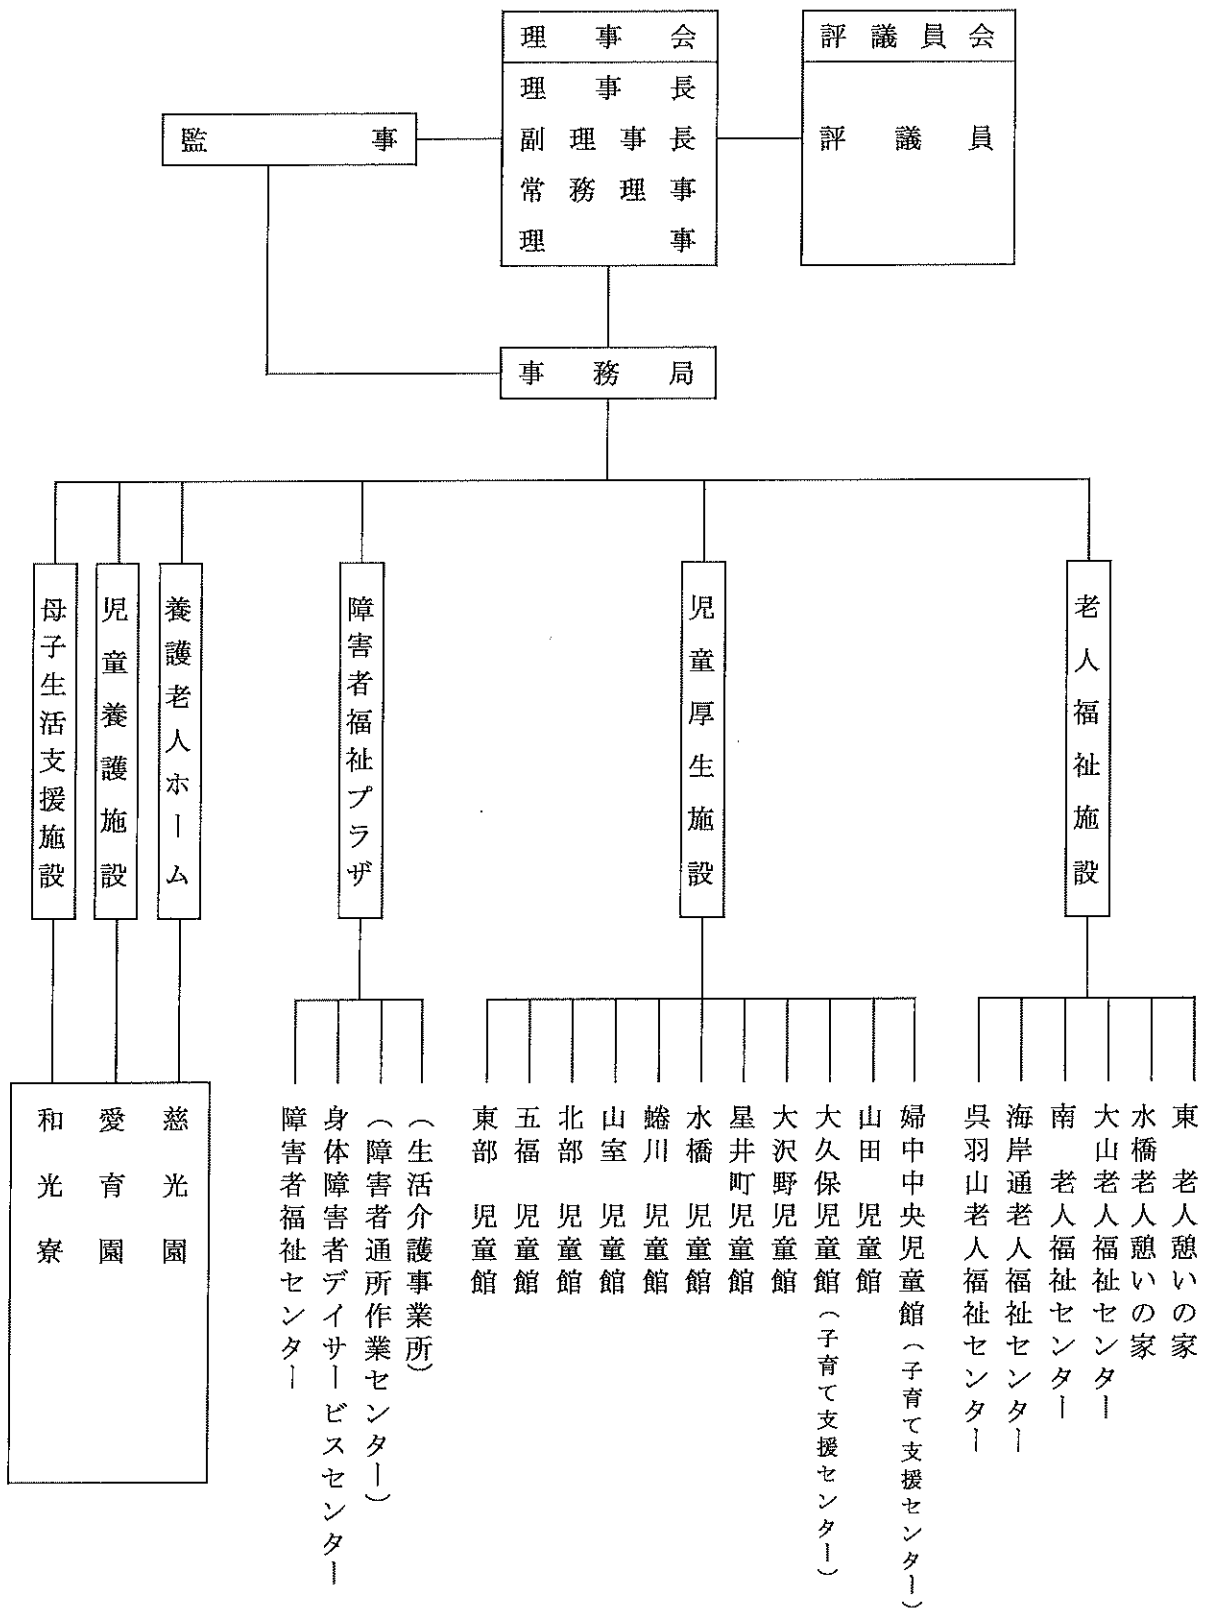 理事会
理事長
副理事長
常務理事
理事
評議員会
評議員
監事
事務局
母子生活支援施設
児童養護施設
養護老人ホーム
障害者福祉プラザ
児童厚生施設
老人福祉施設
和光寮
愛育園
慈光園
障害者福祉センター
身体障害者デイサービスセンター
(障害者通所作業センター)
(生活介護事業所)
東部 児童館
五福 児童館
北部 児童館
山室 児童館
蜷川 児童館
水橋 児童館
星井町児童館
大沢野児童館
大久保児童館(子育て支援センター)
山田 児童館
婦中中央児童館(子育て支援センター)
呉羽山老人福祉センター
海岸通老人福祉センター
南 老人福祉センター
大山老人福祉センター
水橋老人憩いの家
東 老人憩いの家